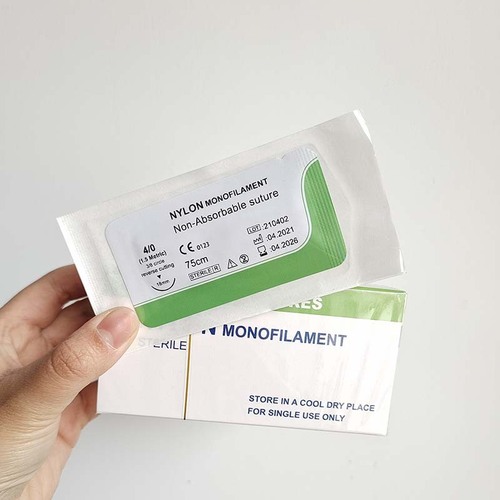 NYLON MONOFILAMENT
Non-Absorbable suture
4/0
(1.5 Metric)
3/8 circle
reverse cutting
19mm
CE 0123
75cm
STERILE R
LOT :210402
:04.2021
:04.2026
MONOFILAMENT
STERILE
STORE IN A COOL DRY PLACE
FOR SINGLE USE ONLY